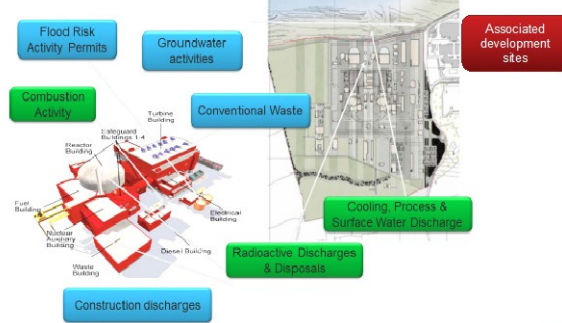 Flood Risk
Activity Permits
Groundwater
activities
Associated
development
sites
Combustion
Activity
Conventional Waste
Turbine
Building
Safeguard
Buildings 1-4
Reactor
Building
Fuel
Building
Nuclear
Auxiliary
Building
Waste
Building
Diesel Building
Electrical
Building
Cooling, Process &
Surface Water Discharge
Radioactive Discharges
& Disposals
Construction discharges